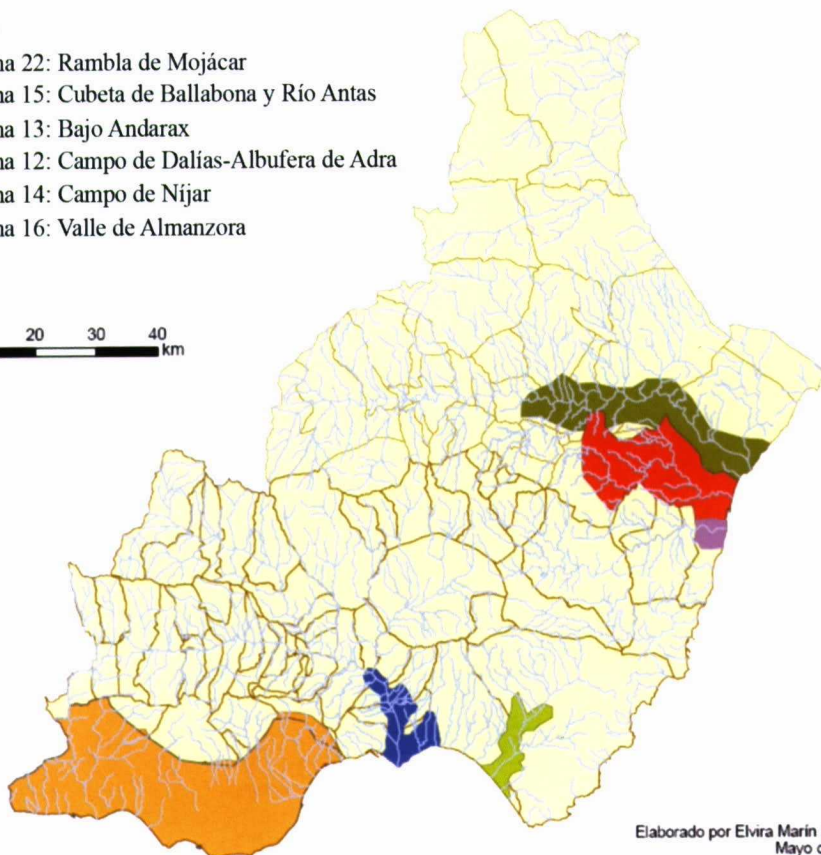 na 22: Rambla de Mojácar
na 15: Cubeta de Ballabona y Río Antas
na 13: Bajo Andarax
na 12: Campo de Dalías-Albufera de Adra
na 14: Campo de Níjar
na 16: Valle de Almanzora
20 30 40
km
Elaborado por Elvira Marín
Mayo